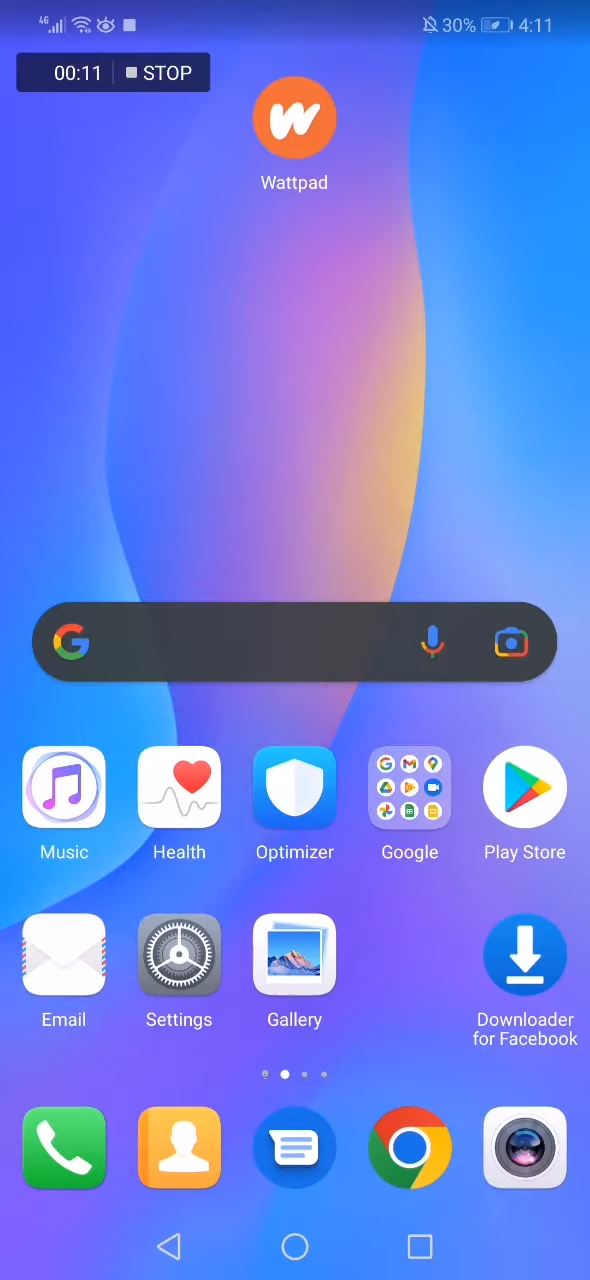 4G 30% 4:11
00:11 STOP
Wattpad
Music Health Optimizer Google Play Store
Email Settings Gallery Downloader
for Facebook